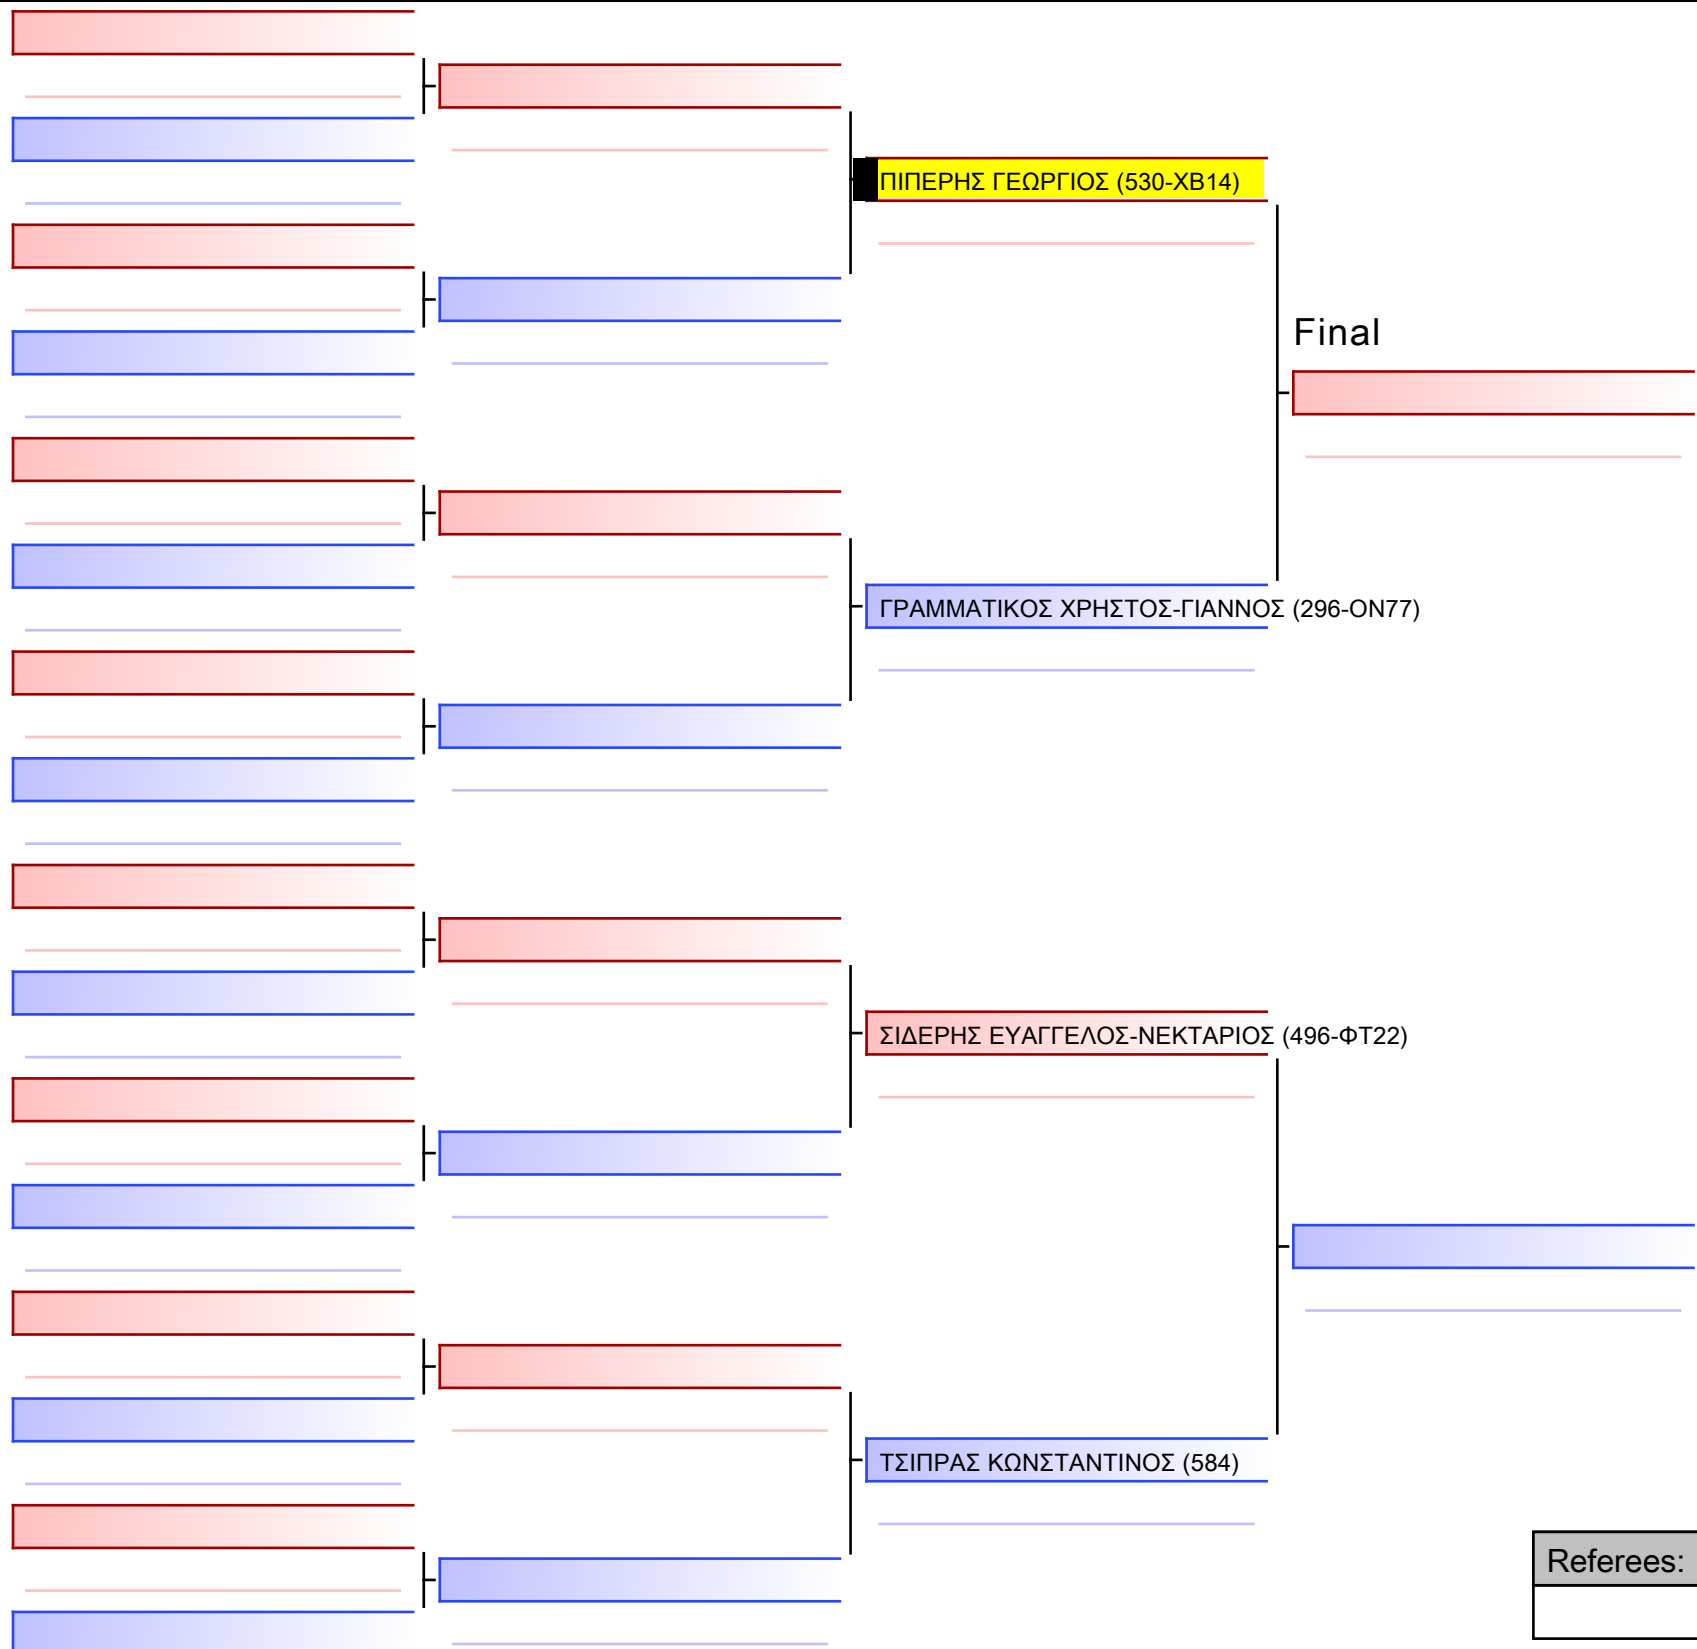 ΠΙΠΕΡΗΣ ΓΕΩΡΓΙΟΣ (530-ΧΒ14)
Final
ΓΡΑΜΜΑΤΙΚΟΣ ΧΡΗΣΤΟΣ-ΓΙΑΝΝΟΣ (296-ΟΝ77)
ΣΙΔΕΡΗΣ ΕΥΑΓΓΕΛΟΣ-ΝΕΚΤΑΡΙΟΣ (496-ΦΤ22)
ΤΣΙΠΡΑΣ ΚΩΝΣΤΑΝΤΙΝΟΣ (584)
Referees: